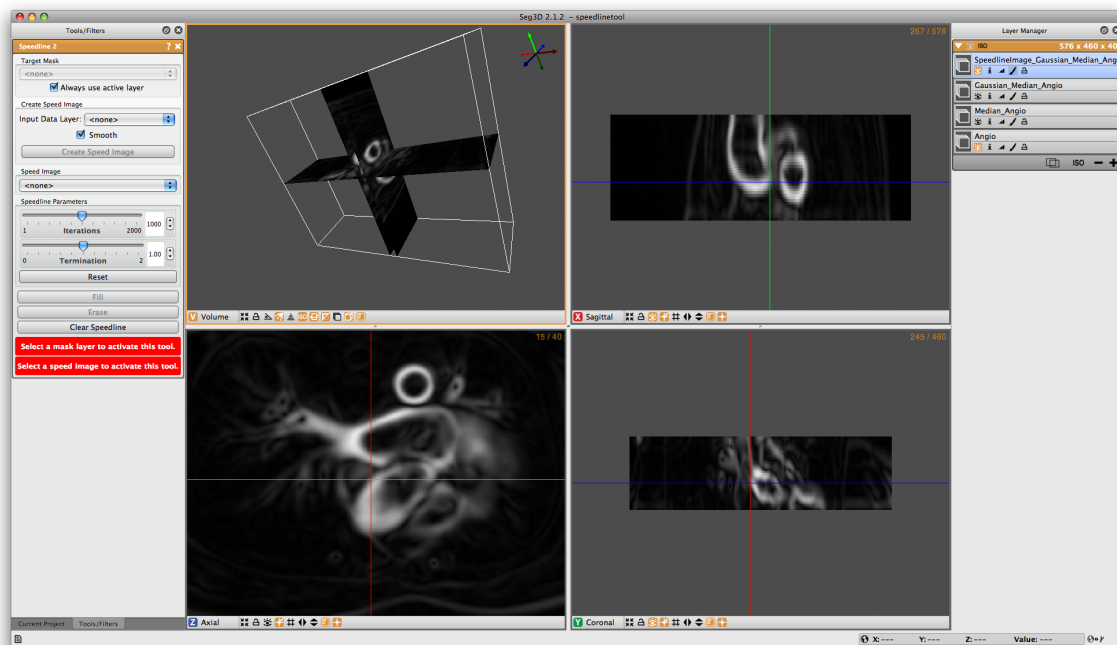 Seg3D 2.1.2 - speedlinetool
Tools/Filters
Speedline 2
Target Mask
<none>
Always use active layer
Create Speed Image
Input Data Layer: <none>
Smooth
Create Speed Image
Speed Image
<none>
Speedline Parameters
1000
1 Iterations 2000
1.00
0 Termination 2
Reset
Fill
Erase
Clear Speedline
Select a mask layer to activate this tool.
Select a speed image to activate this tool.
Current Project Tools/Filters
V Volume
267 / 576
X Sagittal
15 / 40
Z Axial
245 / 460
Y Coronal
Layer Manager
ISO 576 x 460 x 40
SpeedlineImage_Gaussian_Median_Angi
Gaussian_Median_Angio
Median_Angio
Angio
ISO
X: --- Y: --- Z: --- Value: ---